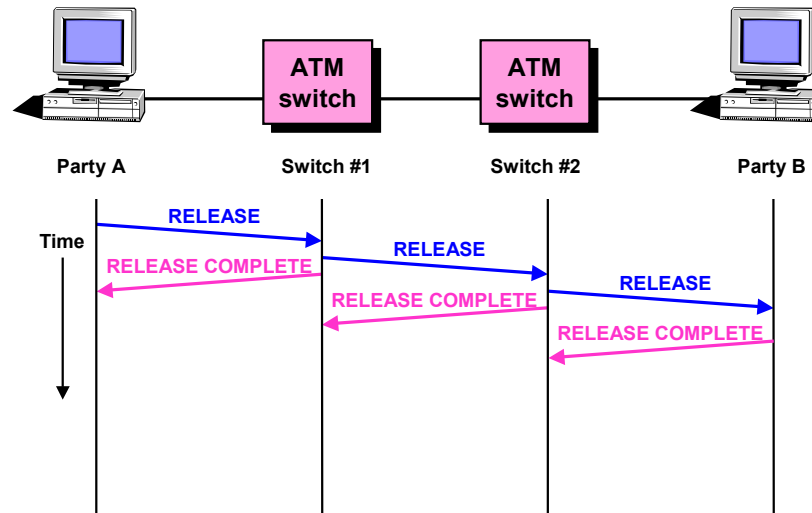 ATM
switch
ATM
switch
Party A
Switch #1
Switch #2
Party B
Time
RELEASE
RELEASE
RELEASE COMPLETE
RELEASE
RELEASE COMPLETE
RELEASE COMPLETE